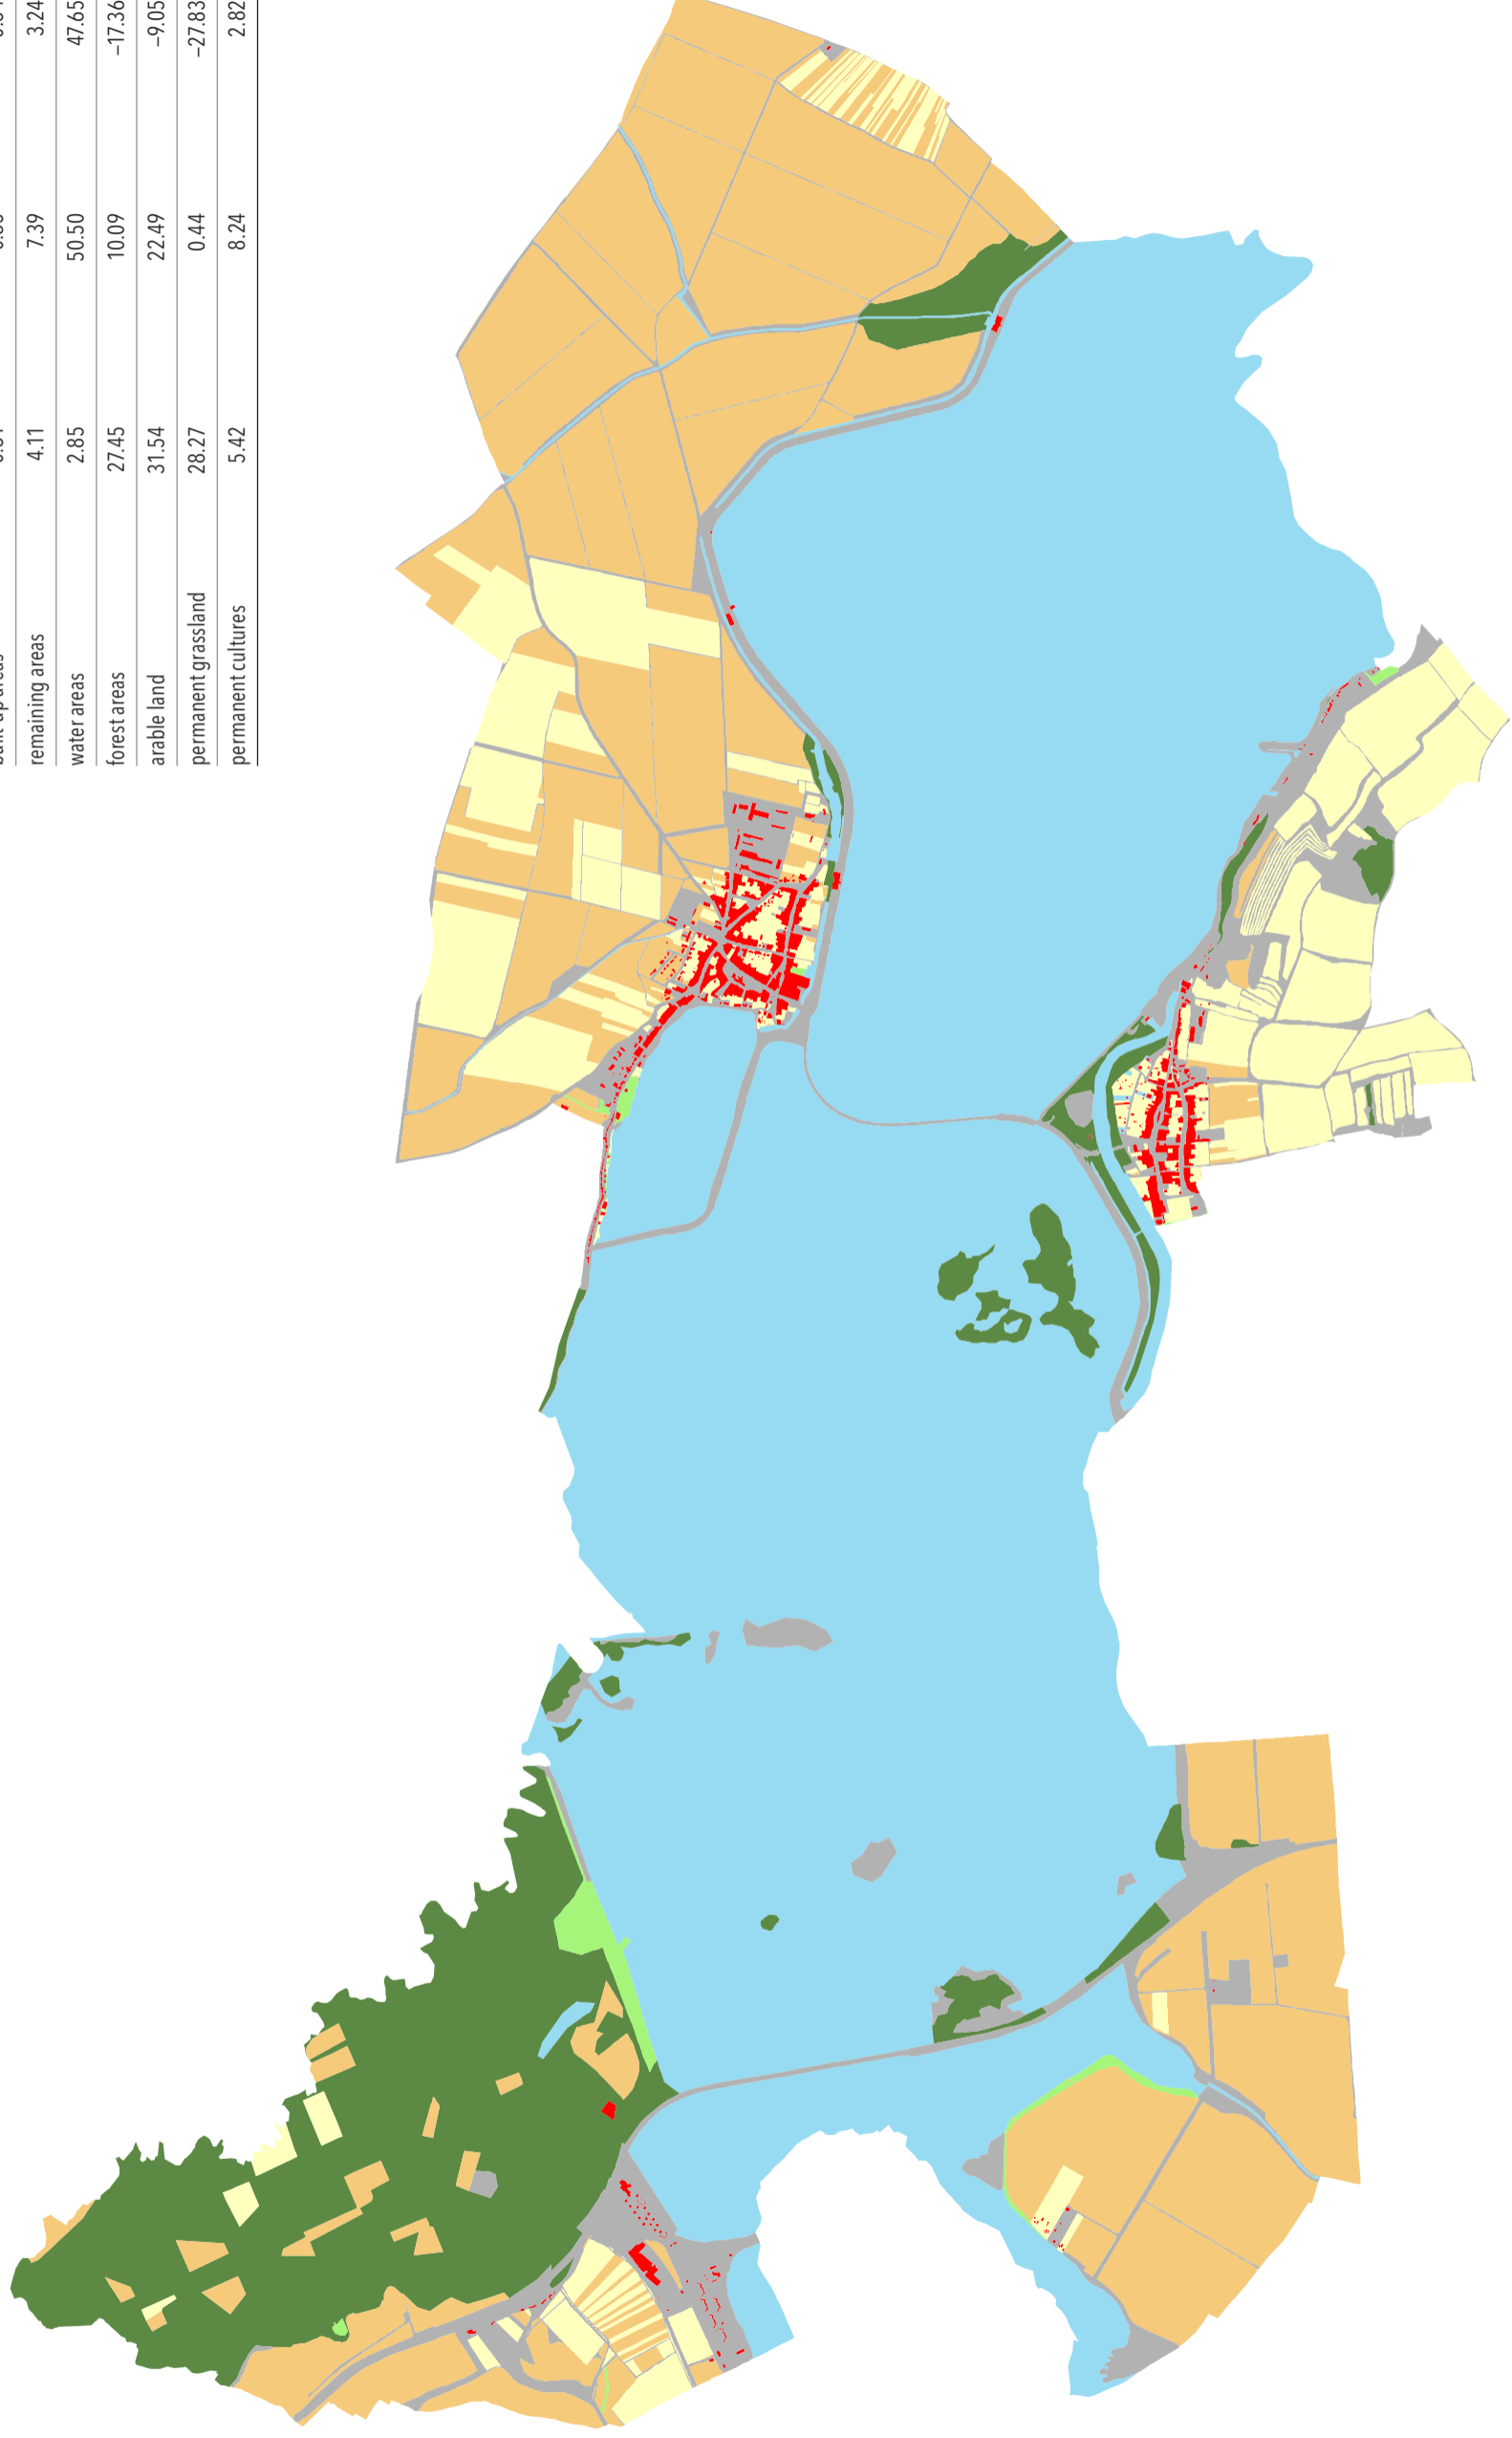 remaining areas 4.11 7.39 3.24
water areas 2.85 50.50 47.65
forest areas 27.45 10.09 −17.36
arable land 31.54 22.49 −9.05
permanent grassland 28.27 0.44 −27.83
permanent cultures 5.42 8.24 2.82